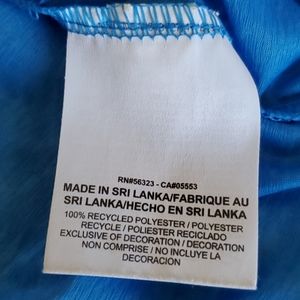 RN#56323 - CA#05553
MADE IN SRI LANKA/FABRIQUE AU
SRI LANKA/HECHO EN SRI LANKA
100% RECYCLED POLYESTER / POLYESTER
RECYCLE / POLIESTER RECICLADO
EXCLUSIVE OF DECORATION / DECORATION
NON COMPRISE / NO INCLUYE LA
DECORACION